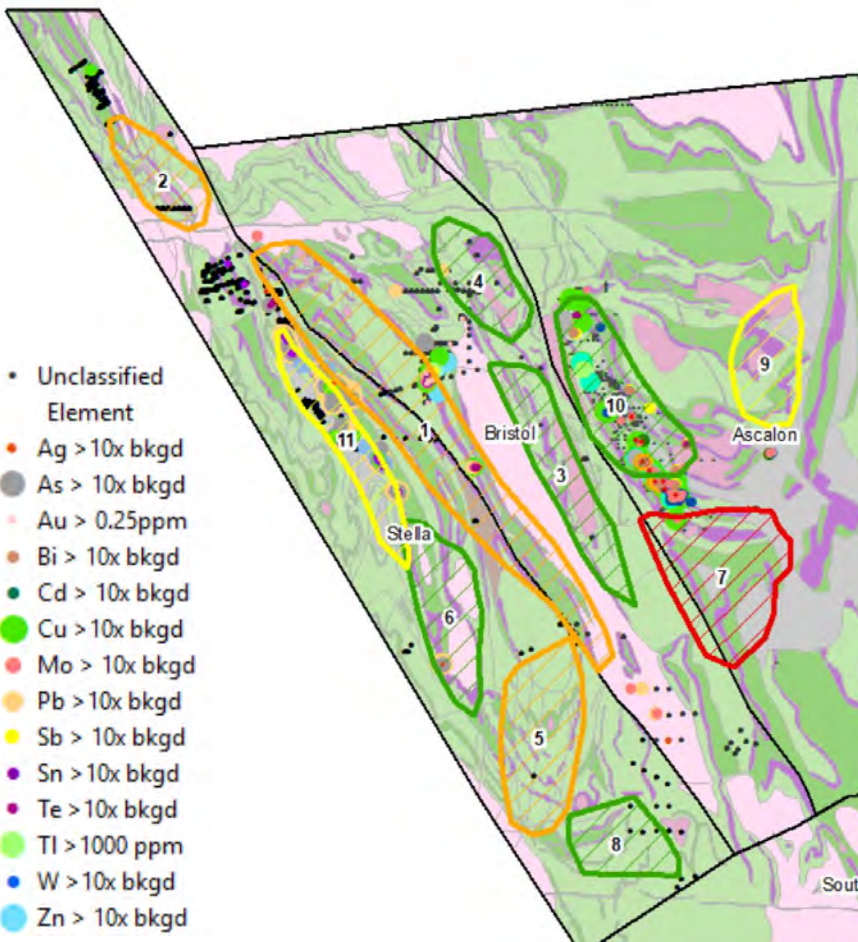 2
4
9
10
Ascalon
Bristol
1
11
3
Stella
7
6
5
8
Sout
Unclassified
Element
Ag >10x bkgd
As > 10x bkgd
Au > 0.25ppm
Bi > 10x bkgd
Cd > 10x bkgd
Cu >10x bkgd
Mo > 10x bkgd
Pb >10x bkgd
Sb > 10x bkgd
Sn >10x bkgd
Te >10x bkgd
Tl >1000 ppm
W >10x bkgd
Zn > 10x bkgd